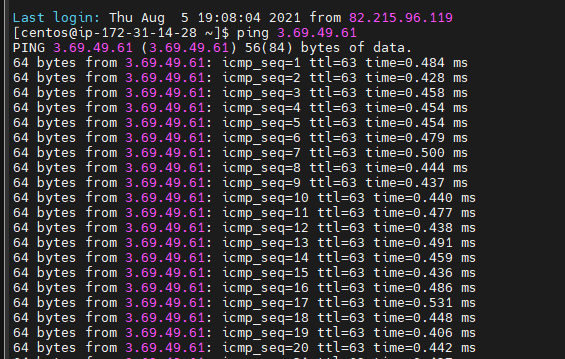 Last login: Thu Aug  5 19:08:04 2021 from 82.215.96.119
[centos@ip-172-31-14-28 ~]$ ping 3.69.49.61
PING 3.69.49.61 (3.69.49.61) 56(84) bytes of data.
64 bytes from 3.69.49.61: icmp_seq=1 ttl=63 time=0.484 ms
64 bytes from 3.69.49.61: icmp_seq=2 ttl=63 time=0.428 ms
64 bytes from 3.69.49.61: icmp_seq=3 ttl=63 time=0.458 ms
64 bytes from 3.69.49.61: icmp_seq=4 ttl=63 time=0.454 ms
64 bytes from 3.69.49.61: icmp_seq=5 ttl=63 time=0.454 ms
64 bytes from 3.69.49.61: icmp_seq=6 ttl=63 time=0.479 ms
64 bytes from 3.69.49.61: icmp_seq=7 ttl=63 time=0.500 ms
64 bytes from 3.69.49.61: icmp_seq=8 ttl=63 time=0.444 ms
64 bytes from 3.69.49.61: icmp_seq=9 ttl=63 time=0.437 ms
64 bytes from 3.69.49.61: icmp_seq=10 ttl=63 time=0.440 ms
64 bytes from 3.69.49.61: icmp_seq=11 ttl=63 time=0.477 ms
64 bytes from 3.69.49.61: icmp_seq=12 ttl=63 time=0.438 ms
64 bytes from 3.69.49.61: icmp_seq=13 ttl=63 time=0.491 ms
64 bytes from 3.69.49.61: icmp_seq=14 ttl=63 time=0.459 ms
64 bytes from 3.69.49.61: icmp_seq=15 ttl=63 time=0.436 ms
64 bytes from 3.69.49.61: icmp_seq=16 ttl=63 time=0.486 ms
64 bytes from 3.69.49.61: icmp_seq=17 ttl=63 time=0.531 ms
64 bytes from 3.69.49.61: icmp_seq=18 ttl=63 time=0.448 ms
64 bytes from 3.69.49.61: icmp_seq=19 ttl=63 time=0.406 ms
64 bytes from 3.69.49.61: icmp_seq=20 ttl=63 time=0.442 ms